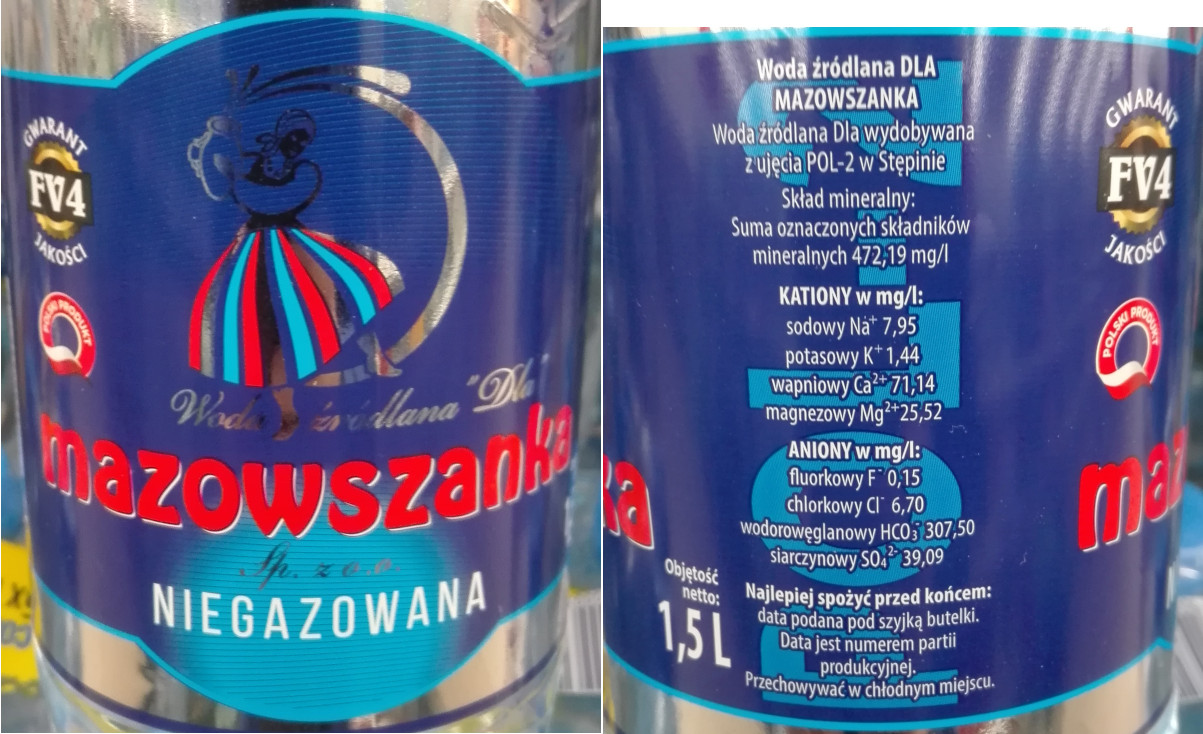 GWARANT
FV4
JAKOŚCI
POLSKI PRODUKT
Woda źródlana "Dla"
mazowszanka
Sp. z o.o.
NIEGAZOWANA
Woda źródlana DLA
MAZOWSZANKA
Woda źródlana Dla wydobywana
z ujęcia POL-2 w Stępinie
Skład mineralny:
Suma oznaczonych składników
mineralnych 472,19 mg/l
KATIONY w mg/l:
sodowy Na⁺ 7,95
potasowy K⁺ 1,44
wapniowy Ca²⁺ 71,14
magnezowy Mg²⁺ 25,52
ANIONY w mg/l:
fluorkowy F⁻ 0,15
chlorkowy Cl⁻ 6,70
wodorowęglanowy HCO₃⁻ 307,50
siarczynowy SO₄²⁻ 39,09
Najlepiej spożyć przed końcem:
data podana pod szyjką butelki.
Data jest numerem partii
produkcyjnej.
Przechowywać w chłodnym miejscu.
Objętość
netto:
1,5 L
ka
GWARANT
FV4
JAKOŚCI
POLSKI PRODUKT
maz